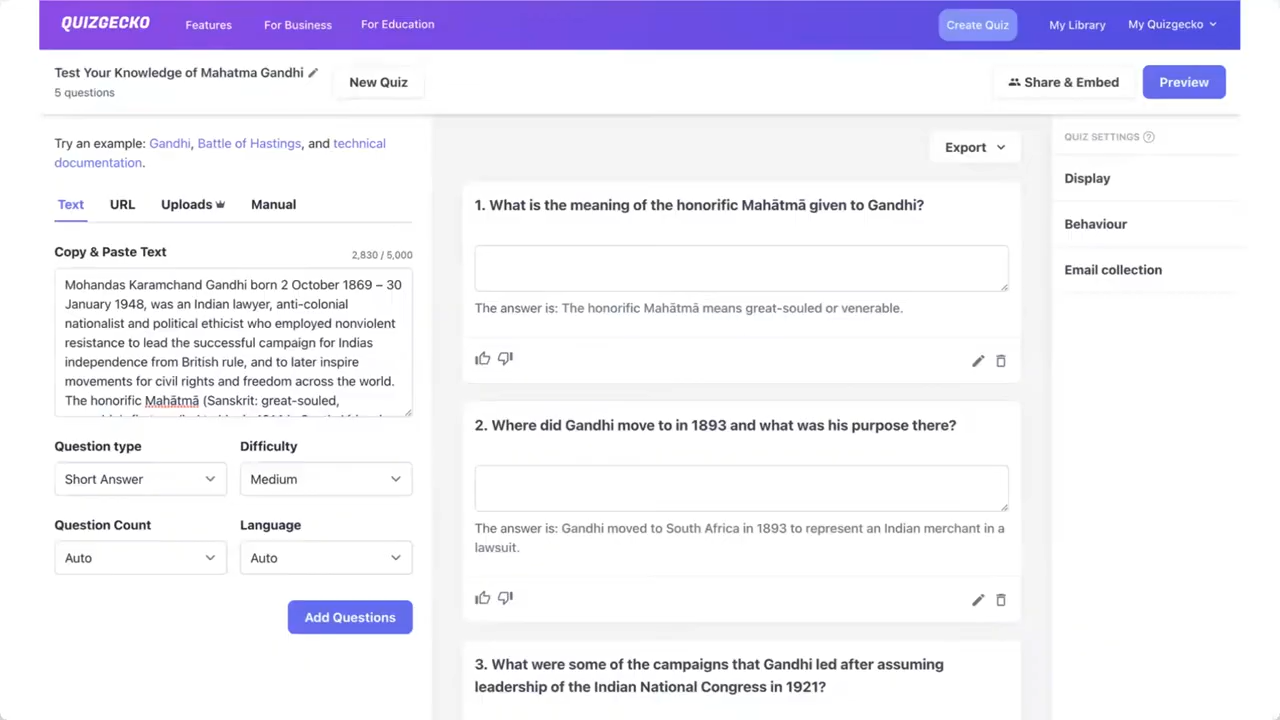 QUIZGECKO Features For Business For Education Create Quiz My Library My Quizgecko
Test Your Knowledge of Mahatma Gandhi
5 questions
New Quiz
Share & Embed
Preview
Try an example: Gandhi, Battle of Hastings, and technical
documentation.
Text URL Uploads Manual
Copy & Paste Text
2,830 / 5,000
Mohandas Karamchand Gandhi born 2 October 1869 – 30
January 1948, was an Indian lawyer, anti-colonial
nationalist and political ethicist who employed nonviolent
resistance to lead the successful campaign for Indias
independence from British rule, and to later inspire
movements for civil rights and freedom across the world.
The honorific Mahātmā (Sanskrit: great-souled,
Question type
Difficulty
Short Answer
Medium
Question Count
Language
Auto
Auto
Add Questions
Export
1. What is the meaning of the honorific Mahātmā given to Gandhi?
The answer is: The honorific Mahātmā means great-souled or venerable.
2. Where did Gandhi move to in 1893 and what was his purpose there?
The answer is: Gandhi moved to South Africa in 1893 to represent an Indian merchant in a
lawsuit.
3. What were some of the campaigns that Gandhi led after assuming
leadership of the Indian National Congress in 1921?
QUIZ SETTINGS
Display
Behaviour
Email collection